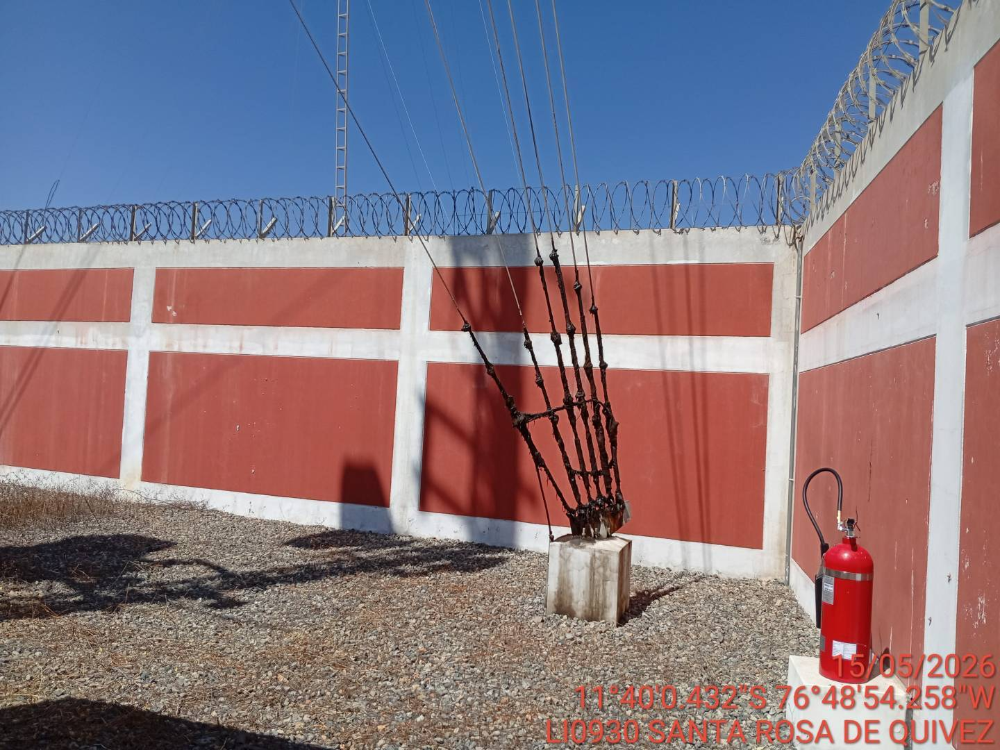 15/05/2026
11°40'0.432"S 76°48'54.258"W
LI0930 SANTA ROSA DE QUIVEZ